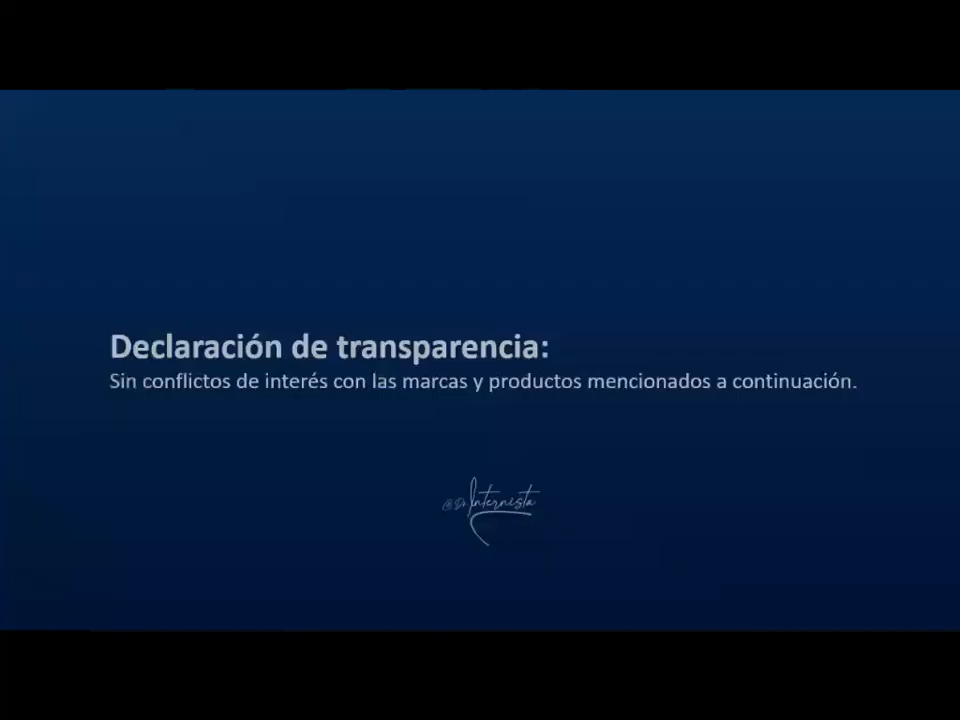 Declaración de transparencia:
Sin conflictos de interés con las marcas y productos mencionados a continuación.
@Dr.Internista